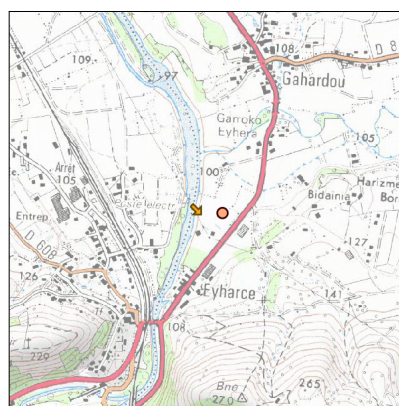 108
D 8
Gahardou
109
97
Garroko
Eyhera
105
100
Arrêt
105
Harizme
Bidainia
Bor
Entrep
D 608
127
126
Eyharce
141
108
229
Bne
270
265